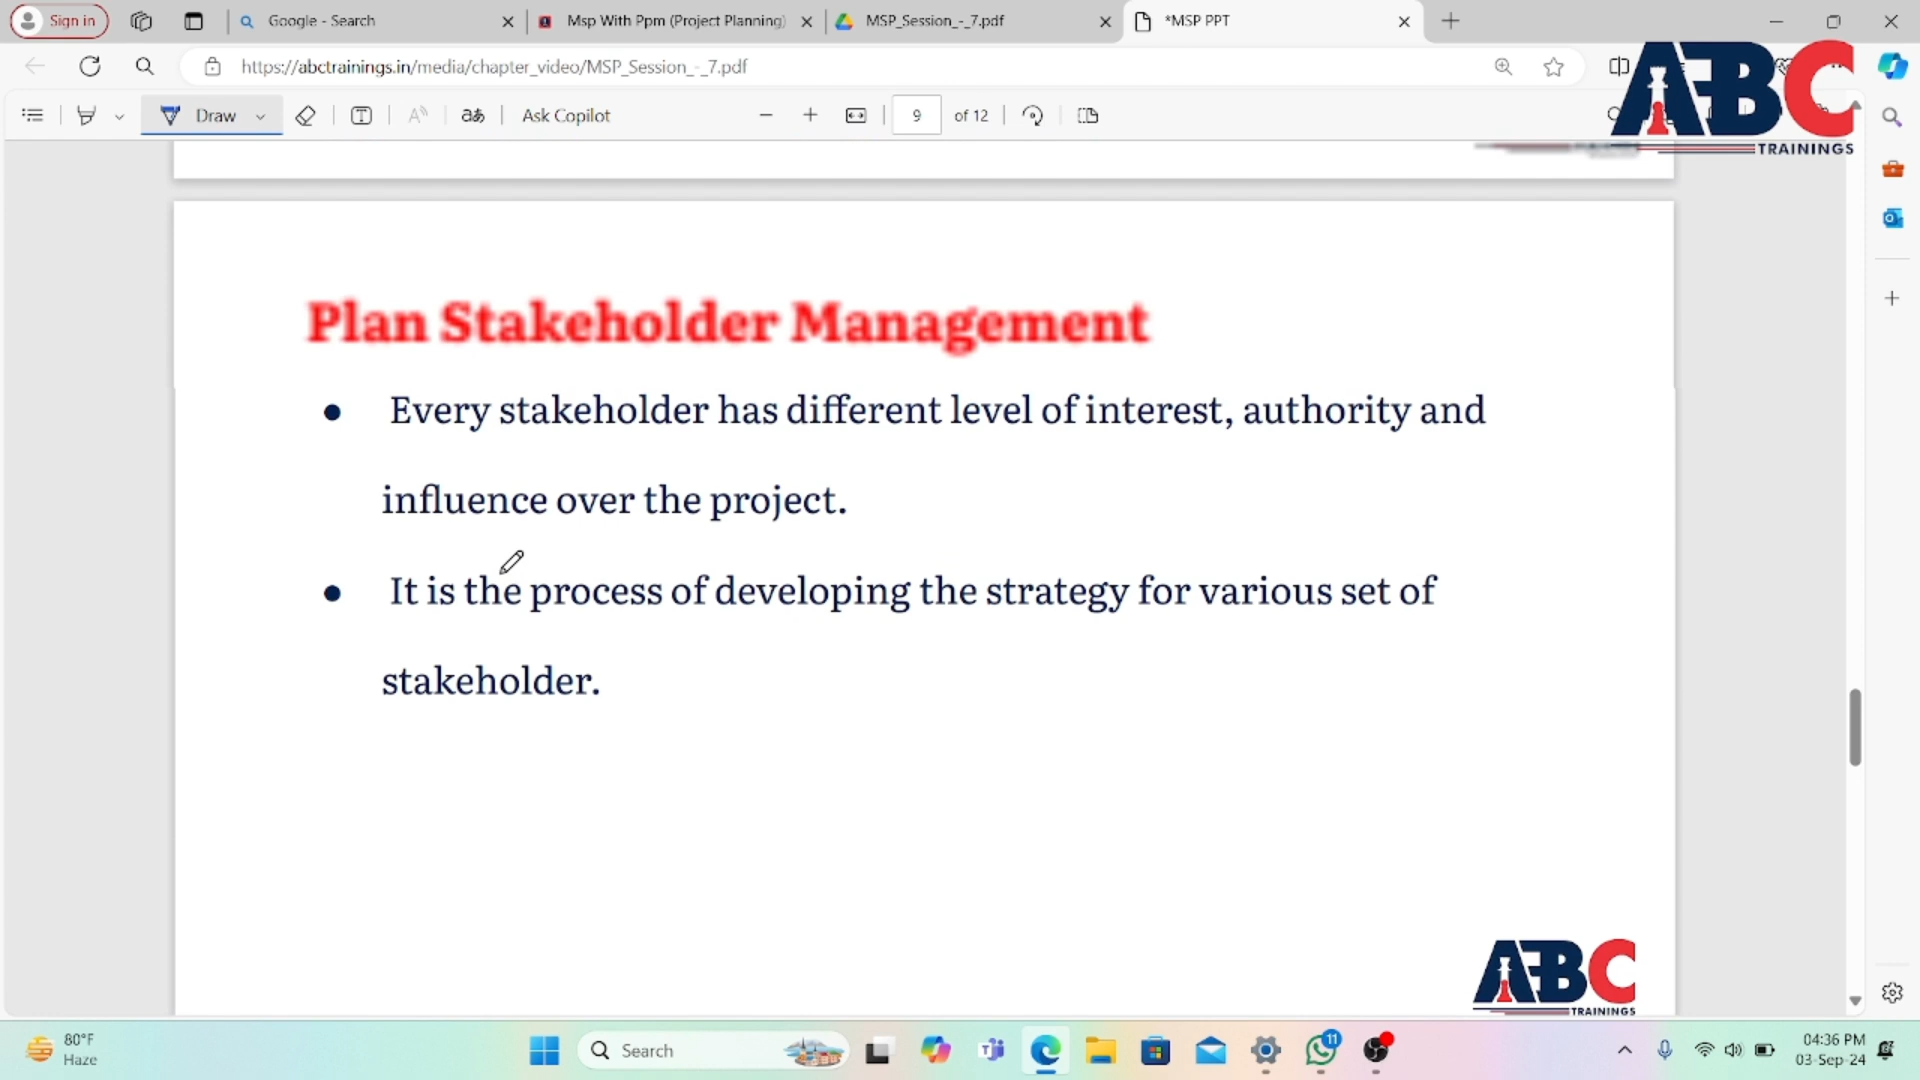 Sign in
Google - Search
Msp With Ppm (Project Planning)
MSP_Session_-_7.pdf
*MSP PPT
https://abctrainings.in/media/chapter_video/MSP_Session_-_7.pdf
Draw
aあ
Ask Copilot
9 of 12
ABC
TRAININGS
Plan Stakeholder Management
● Every stakeholder has different level of interest, authority and
influence over the project.
● It is the process of developing the strategy for various set of
stakeholder.
ABC
TRAININGS
80°F
Haze
Search
11
04:36 PM
03-Sep-24